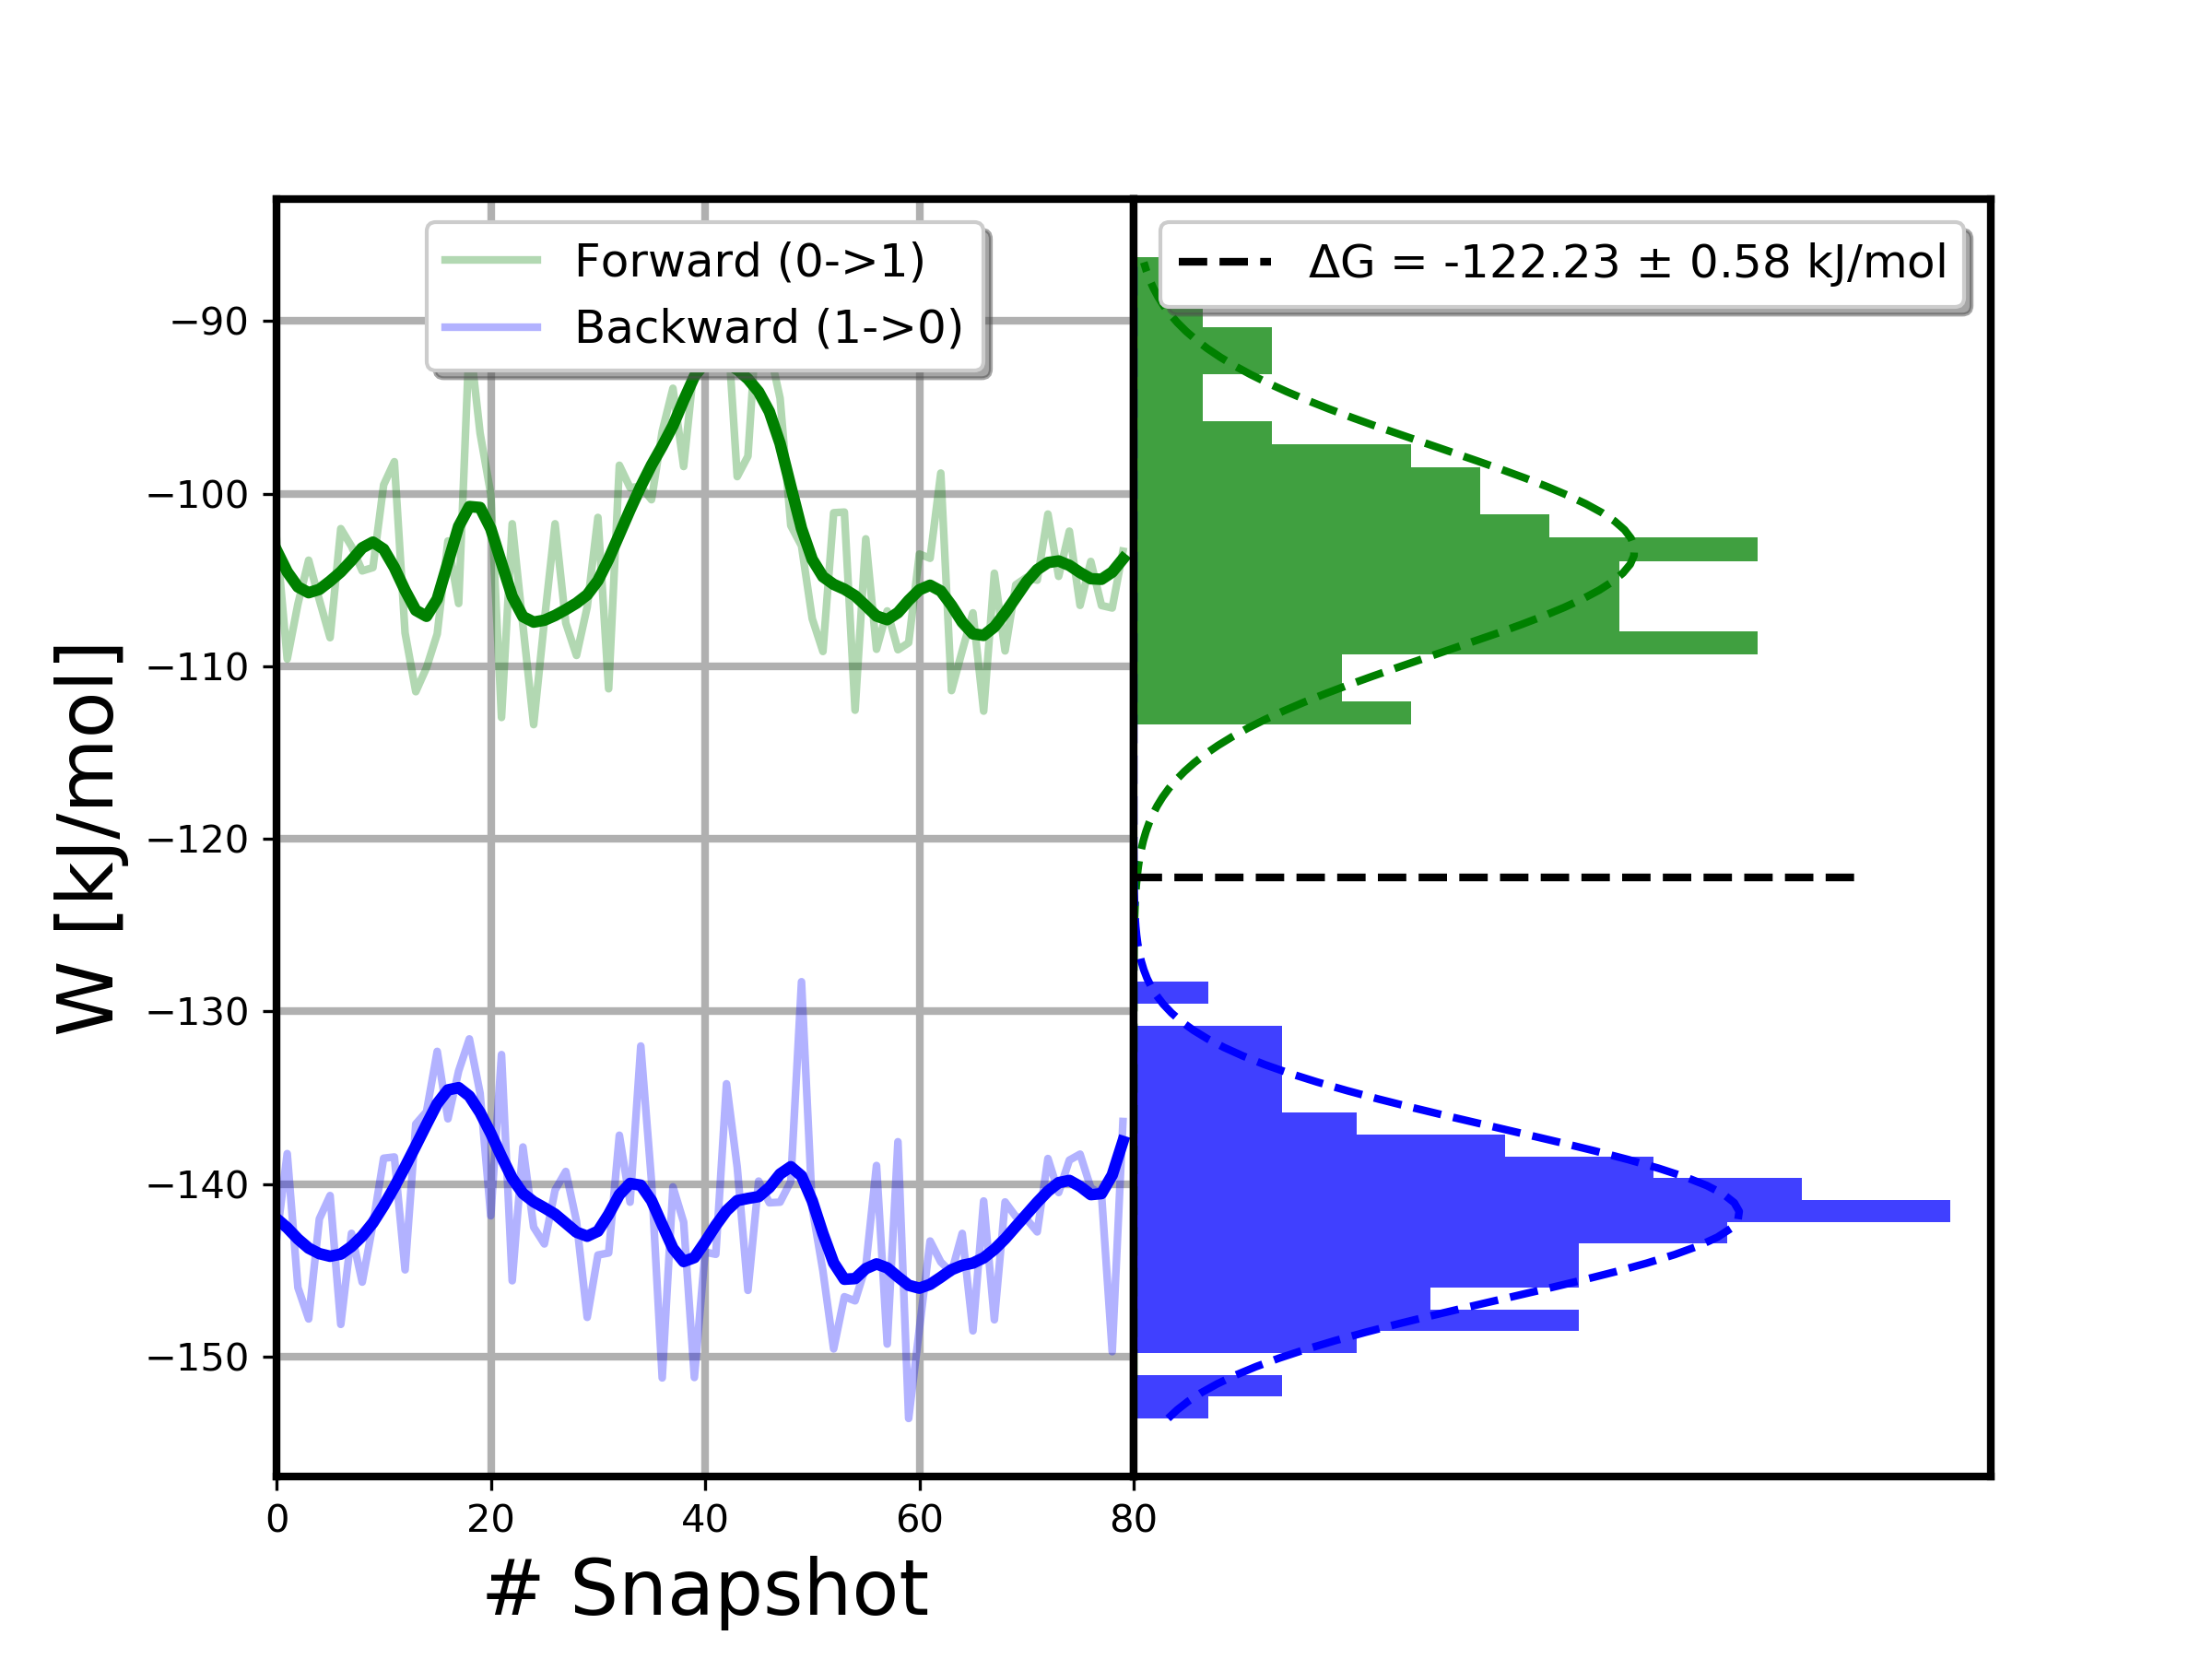 Forward (0->1)
Backward (1->0)
ΔG = -122.23 ± 0.58 kJ/mol
W [kJ/mol]
−90
−100
−110
−120
−130
−140
−150
0 20 40 60 80
# Snapshot